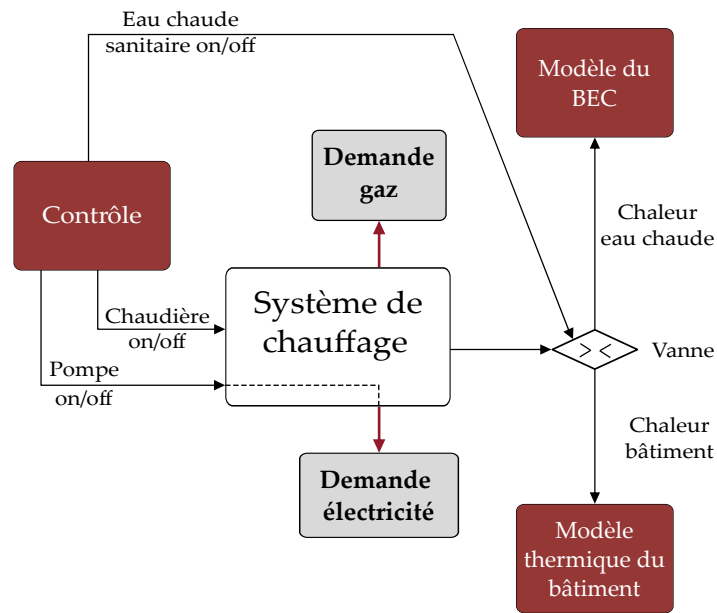 Eau chaude
sanitaire on/off
Modèle du
BEC
Demande
gaz
Contrôle
Chaleur
eau chaude
Système de
chauffage
Chaudière
on/off
> <
Vanne
Pompe
on/off
Chaleur
bâtiment
Demande
électricité
Modèle
thermique du
bâtiment